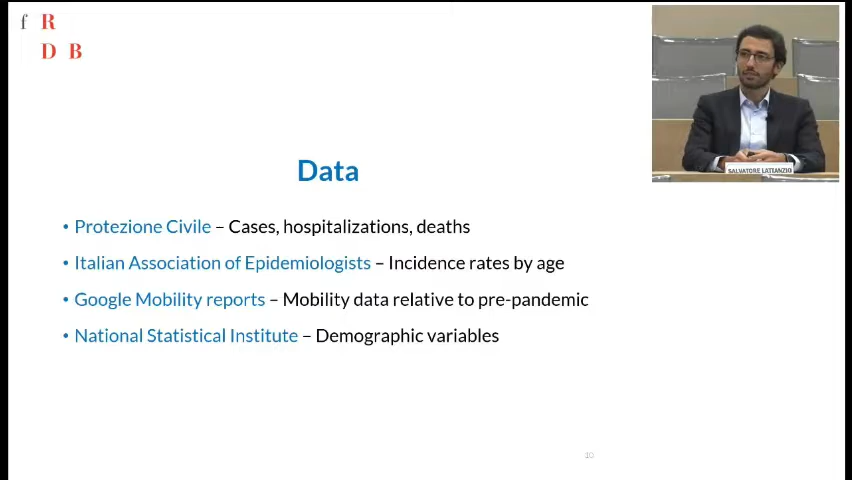 f R
D B
Data
• Protezione Civile – Cases, hospitalizations, deaths
• Italian Association of Epidemiologists – Incidence rates by age
• Google Mobility reports – Mobility data relative to pre-pandemic
• National Statistical Institute – Demographic variables
10
SALVATORE LATTANZIO